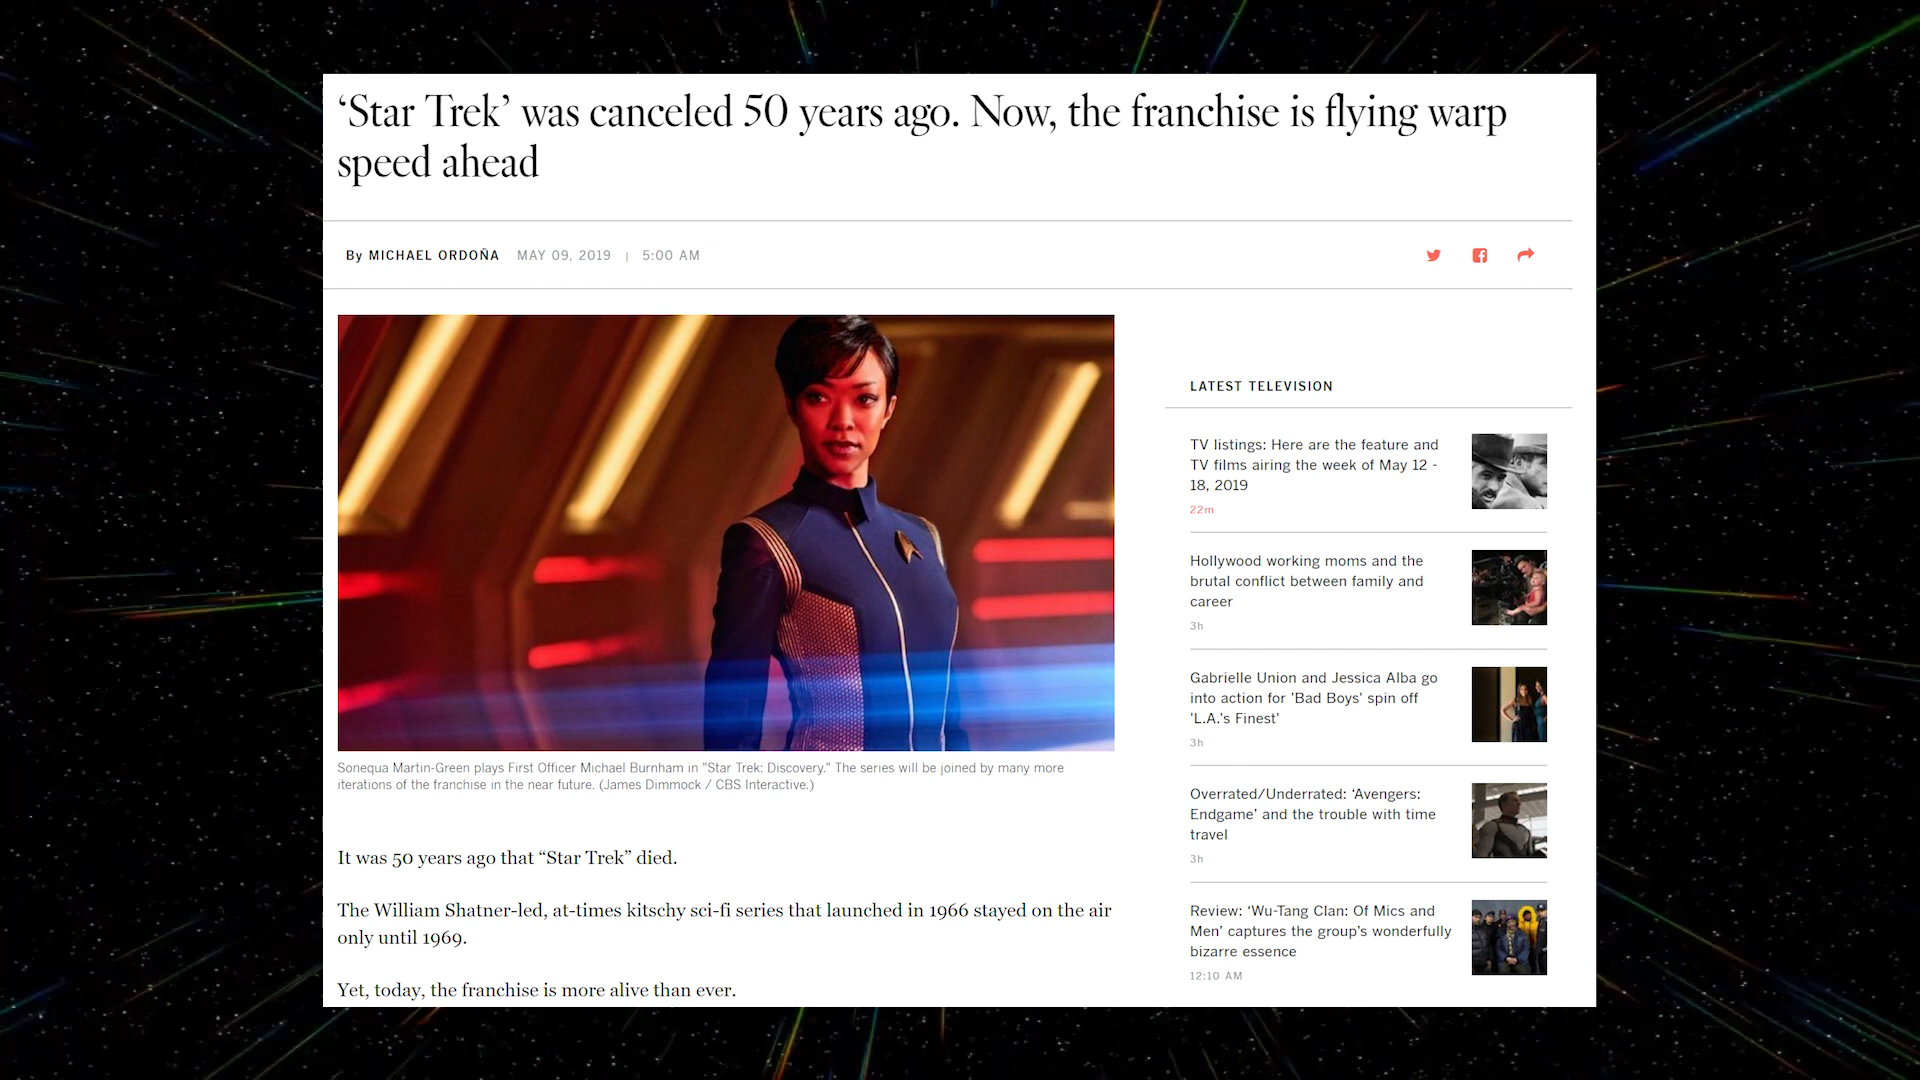 ‘Star Trek’ was canceled 50 years ago. Now, the franchise is flying warp
speed ahead
By MICHAEL ORDOÑA MAY 09, 2019 | 5:00 AM
Sonequa Martin-Green plays First Officer Michael Burnham in "Star Trek: Discovery." The series will be joined by many more
iterations of the franchise in the near future. (James Dimmock / CBS Interactive.)
It was 50 years ago that “Star Trek” died.
The William Shatner-led, at-times kitschy sci-fi series that launched in 1966 stayed on the air
only until 1969.
Yet, today, the franchise is more alive than ever.
LATEST TELEVISION
TV listings: Here are the feature and
TV films airing the week of May 12 -
18, 2019
22m
Hollywood working moms and the
brutal conflict between family and
career
3h
Gabrielle Union and Jessica Alba go
into action for 'Bad Boys' spin off
'L.A.'s Finest'
3h
Overrated/Underrated: ‘Avengers:
Endgame’ and the trouble with time
travel
3h
Review: ‘Wu-Tang Clan: Of Mics and
Men’ captures the group’s wonderfully
bizarre essence
12:10 AM